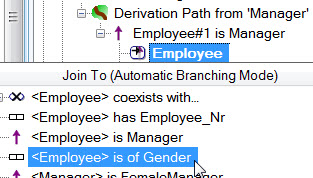 Derivation Path from 'Manager'
Employee#1 is Manager
Employee
Join To (Automatic Branching Mode)
<Employee> coexists with...
<Employee> has Employee_Nr
<Employee> is Manager
<Employee> is of Gender
<Manager> is FemaleManager